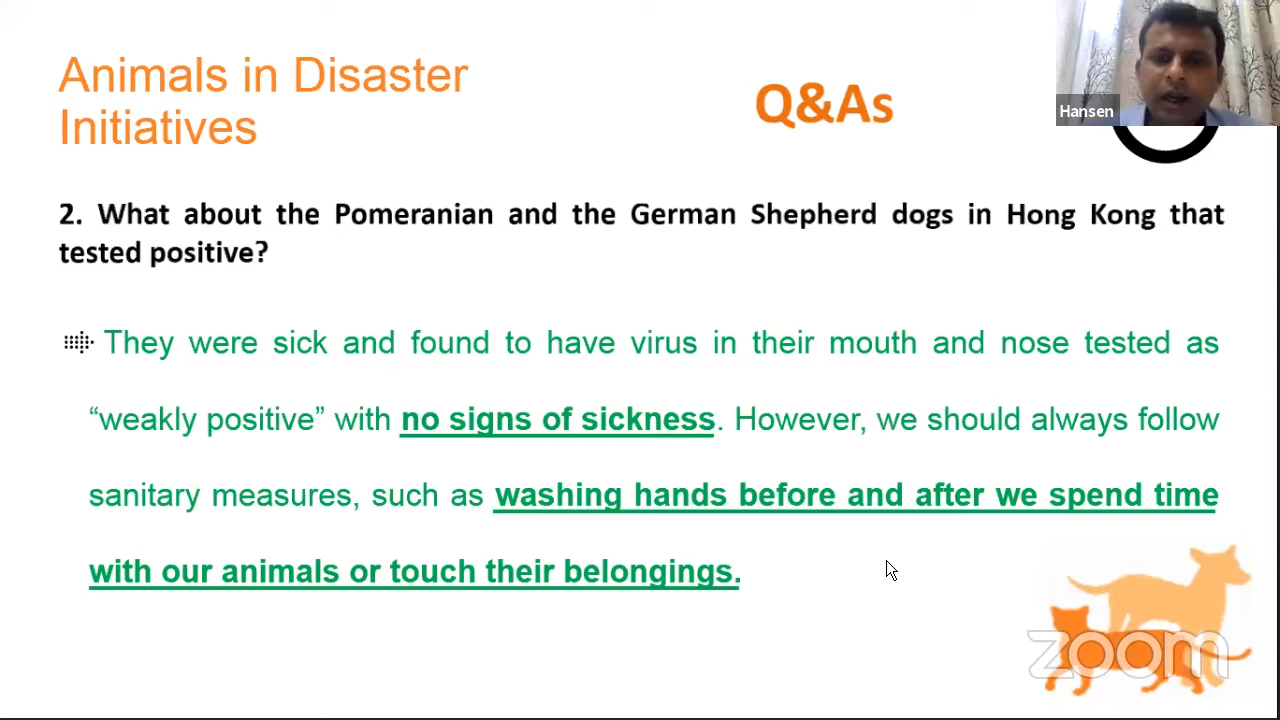 Animals in Disaster
Initiatives
Q&As
Hansen
2. What about the Pomeranian and the German Shepherd dogs in Hong Kong that
tested positive?
They were sick and found to have virus in their mouth and nose tested as
“weakly positive” with no signs of sickness. However, we should always follow
sanitary measures, such as washing hands before and after we spend time
with our animals or touch their belongings.
zoom